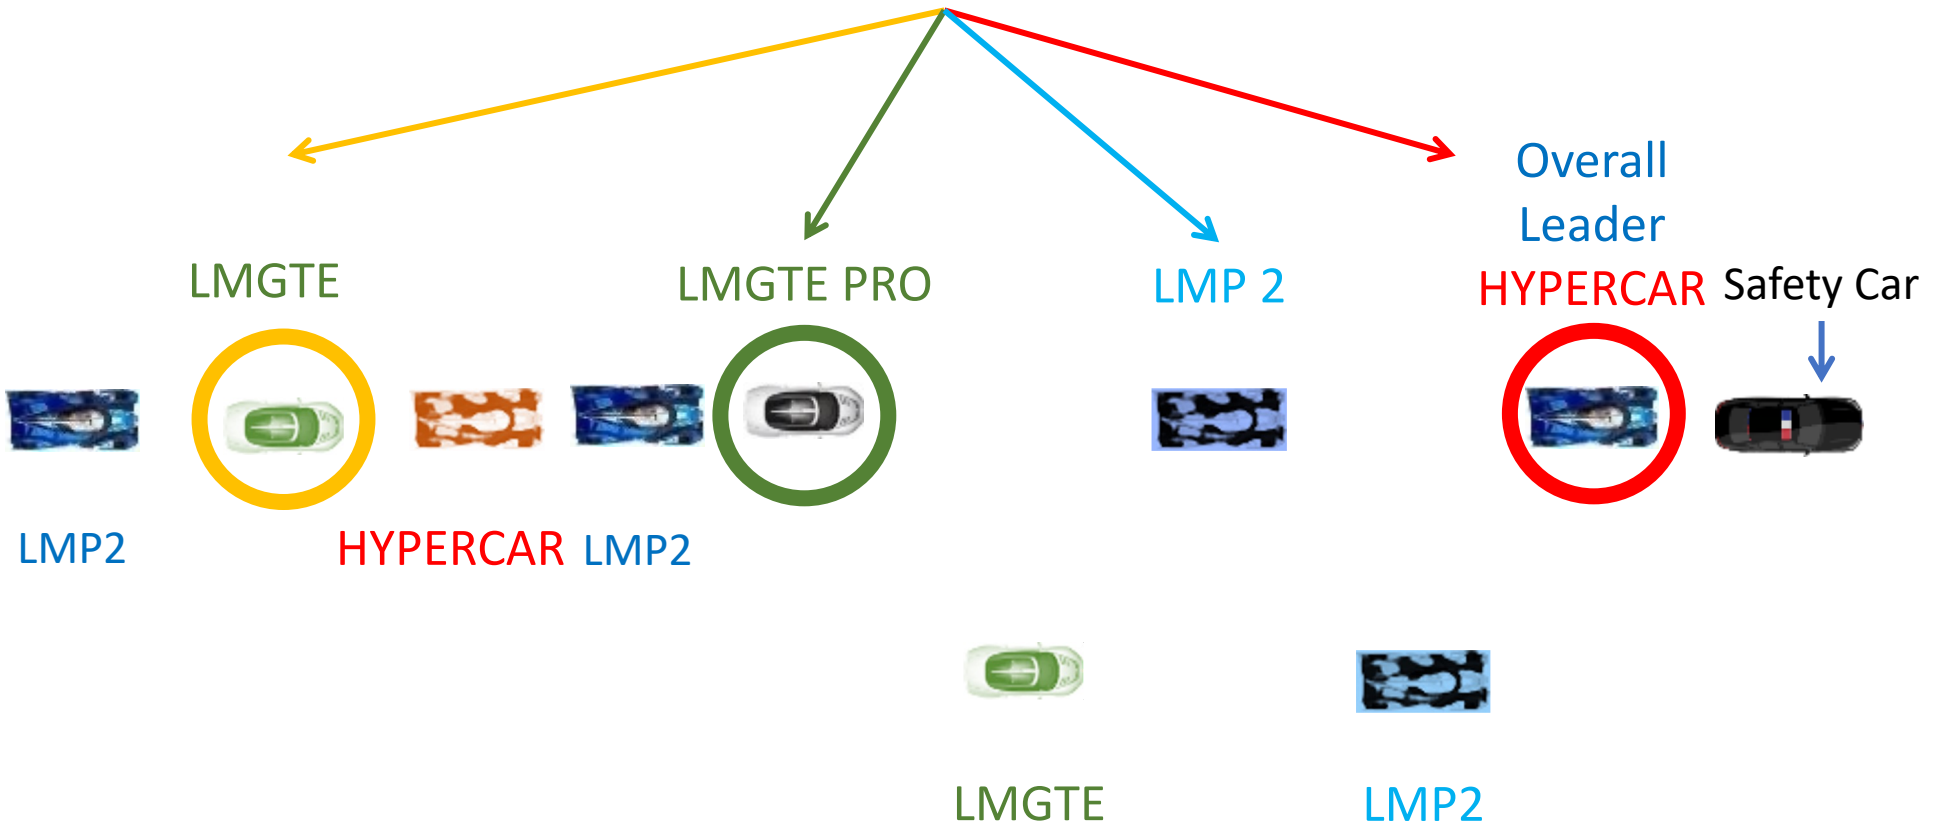 Overall
Leader
LMGTE
LMGTE PRO
LMP 2
HYPERCAR
Safety Car
LMP2
HYPERCAR
LMP2
LMGTE
LMP2